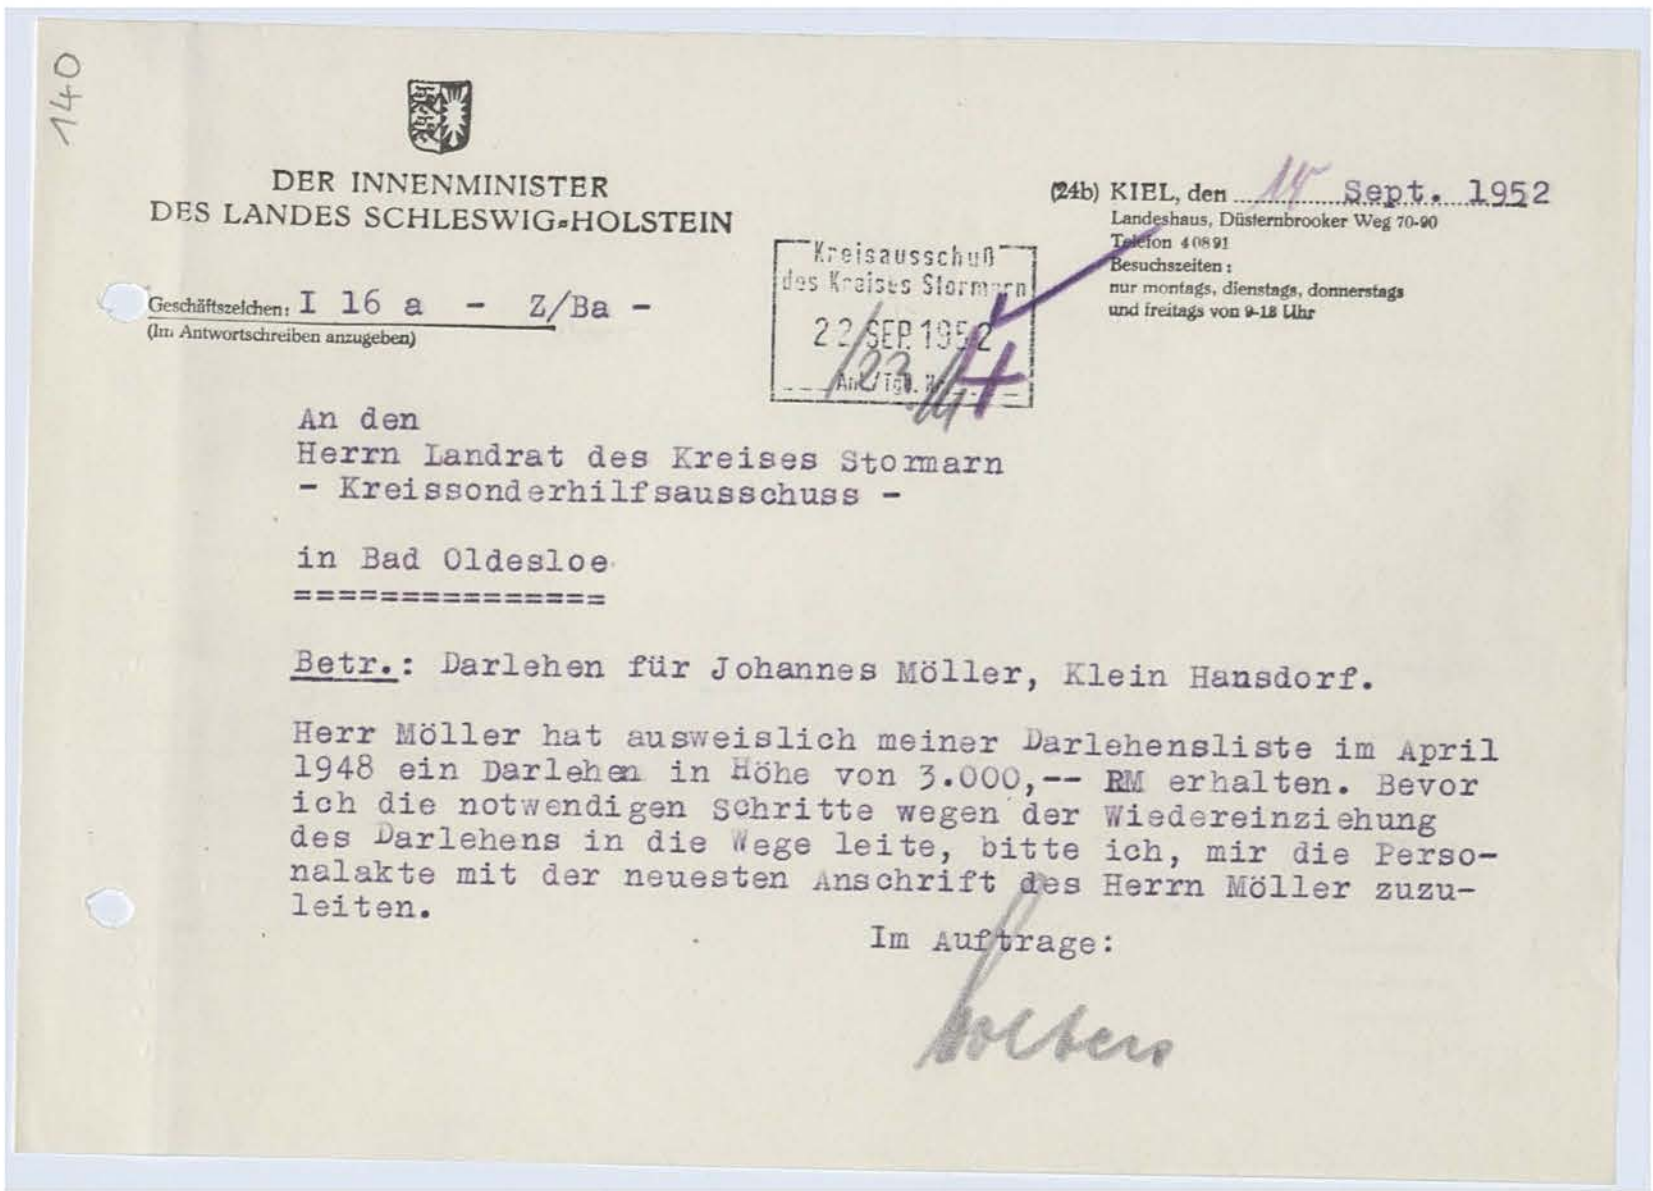 140
DER INNENMINISTER
DES LANDES SCHLESWIG-HOLSTEIN
(24b) KIEL, den Sept. 1952
Landeshaus, Düsternbrooker Weg 70-90
Telefon 40891
Besuchszeiten:
nur montags, dienstags, donnerstags
und freitags von 9-18 Uhr
Geschäftszeichen: I 16 a - Z/Ba -
(Im Antwortschreiben anzugeben)
Kreisausschuß
des Kreises Stormarn
22 SEP. 1952
An den
Herrn Landrat des Kreises Stormarn
- Kreissonderhilfsausschuss -
in Bad Oldesloe
===============
Betr.: Darlehen für Johannes Möller, Klein Hansdorf.
Herr Möller hat ausweislich meiner Darlehensliste im April
1948 ein Darlehen in Höhe von 3.000,-- RM erhalten. Bevor
ich die notwendigen Schritte wegen der Wiedereinziehung
des Darlehens in die Wege leite, bitte ich, mir die Perso-
nalakte mit der neuesten Anschrift des Herrn Möller zuzu-
leiten.
Im Auftrage: